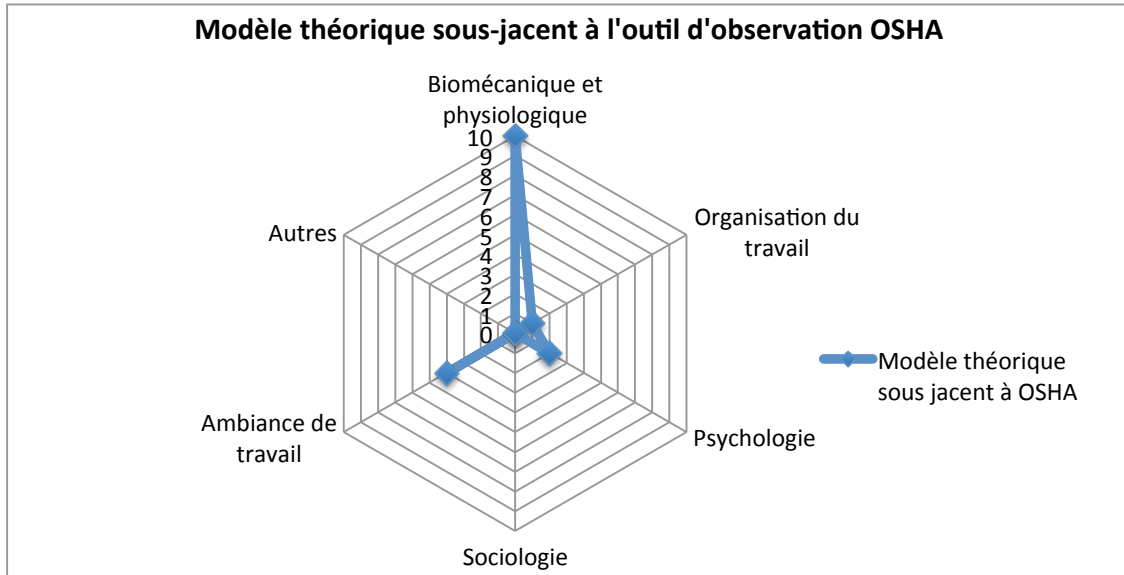 Modèle théorique sous-jacent à l'outil d'observation OSHA
Biomécanique et
physiologique
10
9
8
7
6
5
4
3
2
1
0
Organisation du
travail
Autres
Modèle théorique
sous jacent à OSHA
Ambiance de
travail
Psychologie
Sociologie